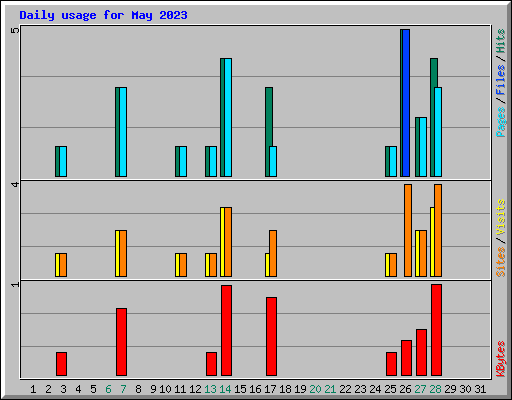 Daily usage for May 2023
5
Pages / Files / Hits
4
Sites / Visits
1
KBytes
1 2 3 4 5 6 7 8 9 10 11 12 13 14 15 16 17 18 19 20 21 22 23 24 25 26 27 28 29 30 31